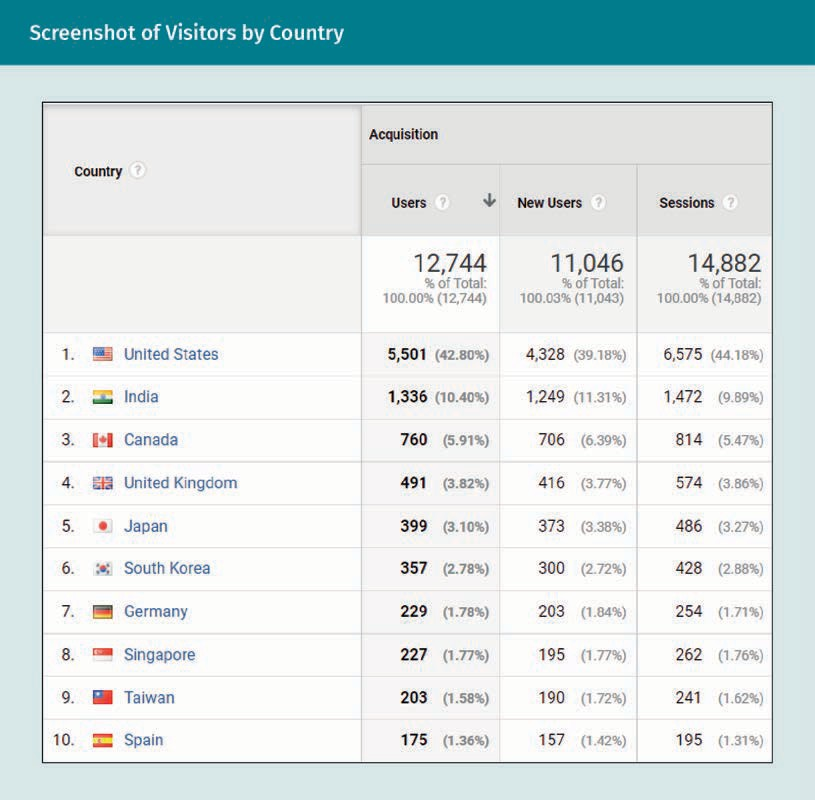 Screenshot of Visitors by Country
Acquisition
Country ?
Users ? New Users ? Sessions ?
12,744 11,046 14,882
% of Total: % of Total: % of Total:
100.00% (12,744) 100.03% (11,043) 100.00% (14,882)
1. United States 5,501 (42.80%) 4,328 (39.18%) 6,575 (44.18%)
2. India 1,336 (10.40%) 1,249 (11.31%) 1,472 (9.89%)
3. Canada 760 (5.91%) 706 (6.39%) 814 (5.47%)
4. United Kingdom 491 (3.82%) 416 (3.77%) 574 (3.86%)
5. Japan 399 (3.10%) 373 (3.38%) 486 (3.27%)
6. South Korea 357 (2.78%) 300 (2.72%) 428 (2.88%)
7. Germany 229 (1.78%) 203 (1.84%) 254 (1.71%)
8. Singapore 227 (1.77%) 195 (1.77%) 262 (1.76%)
9. Taiwan 203 (1.58%) 190 (1.72%) 241 (1.62%)
10. Spain 175 (1.36%) 157 (1.42%) 195 (1.31%)